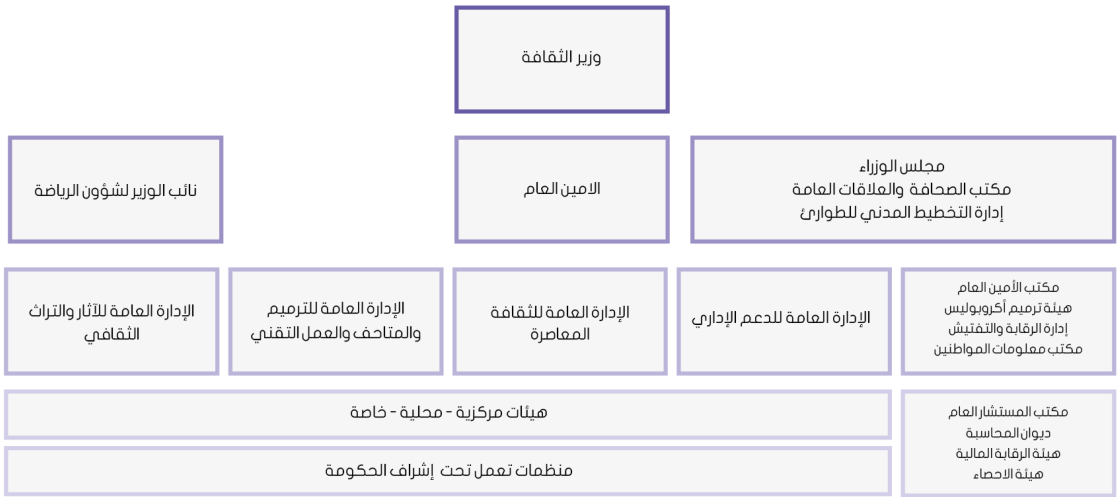 وزير الثقافة
مجلس الوزراء
مكتب الصحافة والعلاقات العامة
إدارة التخطيط المدني للطوارئ
الامين العام
نائب الوزير لشؤون الرياضة
مكتب الأمين العام
هيئة ترميم أكروبوليس
إدارة الرقابة والتفتيش
مكتب معلومات المواطنين
الإدارة العامة للدعم الإداري
الإدارة العامة للثقافة
المعاصرة
الإدارة العامة للترميم
والمتاحف والعمل التقني
الإدارة العامة للآثار والتراث
الثقافي
مكتب المستشار العام
ديوان المحاسبة
هيئة الرقابة المالية
هيئة الاحصاء
هيئات مركزية - محلية - خاصة
منظمات تعمل تحت إشراف الحكومة